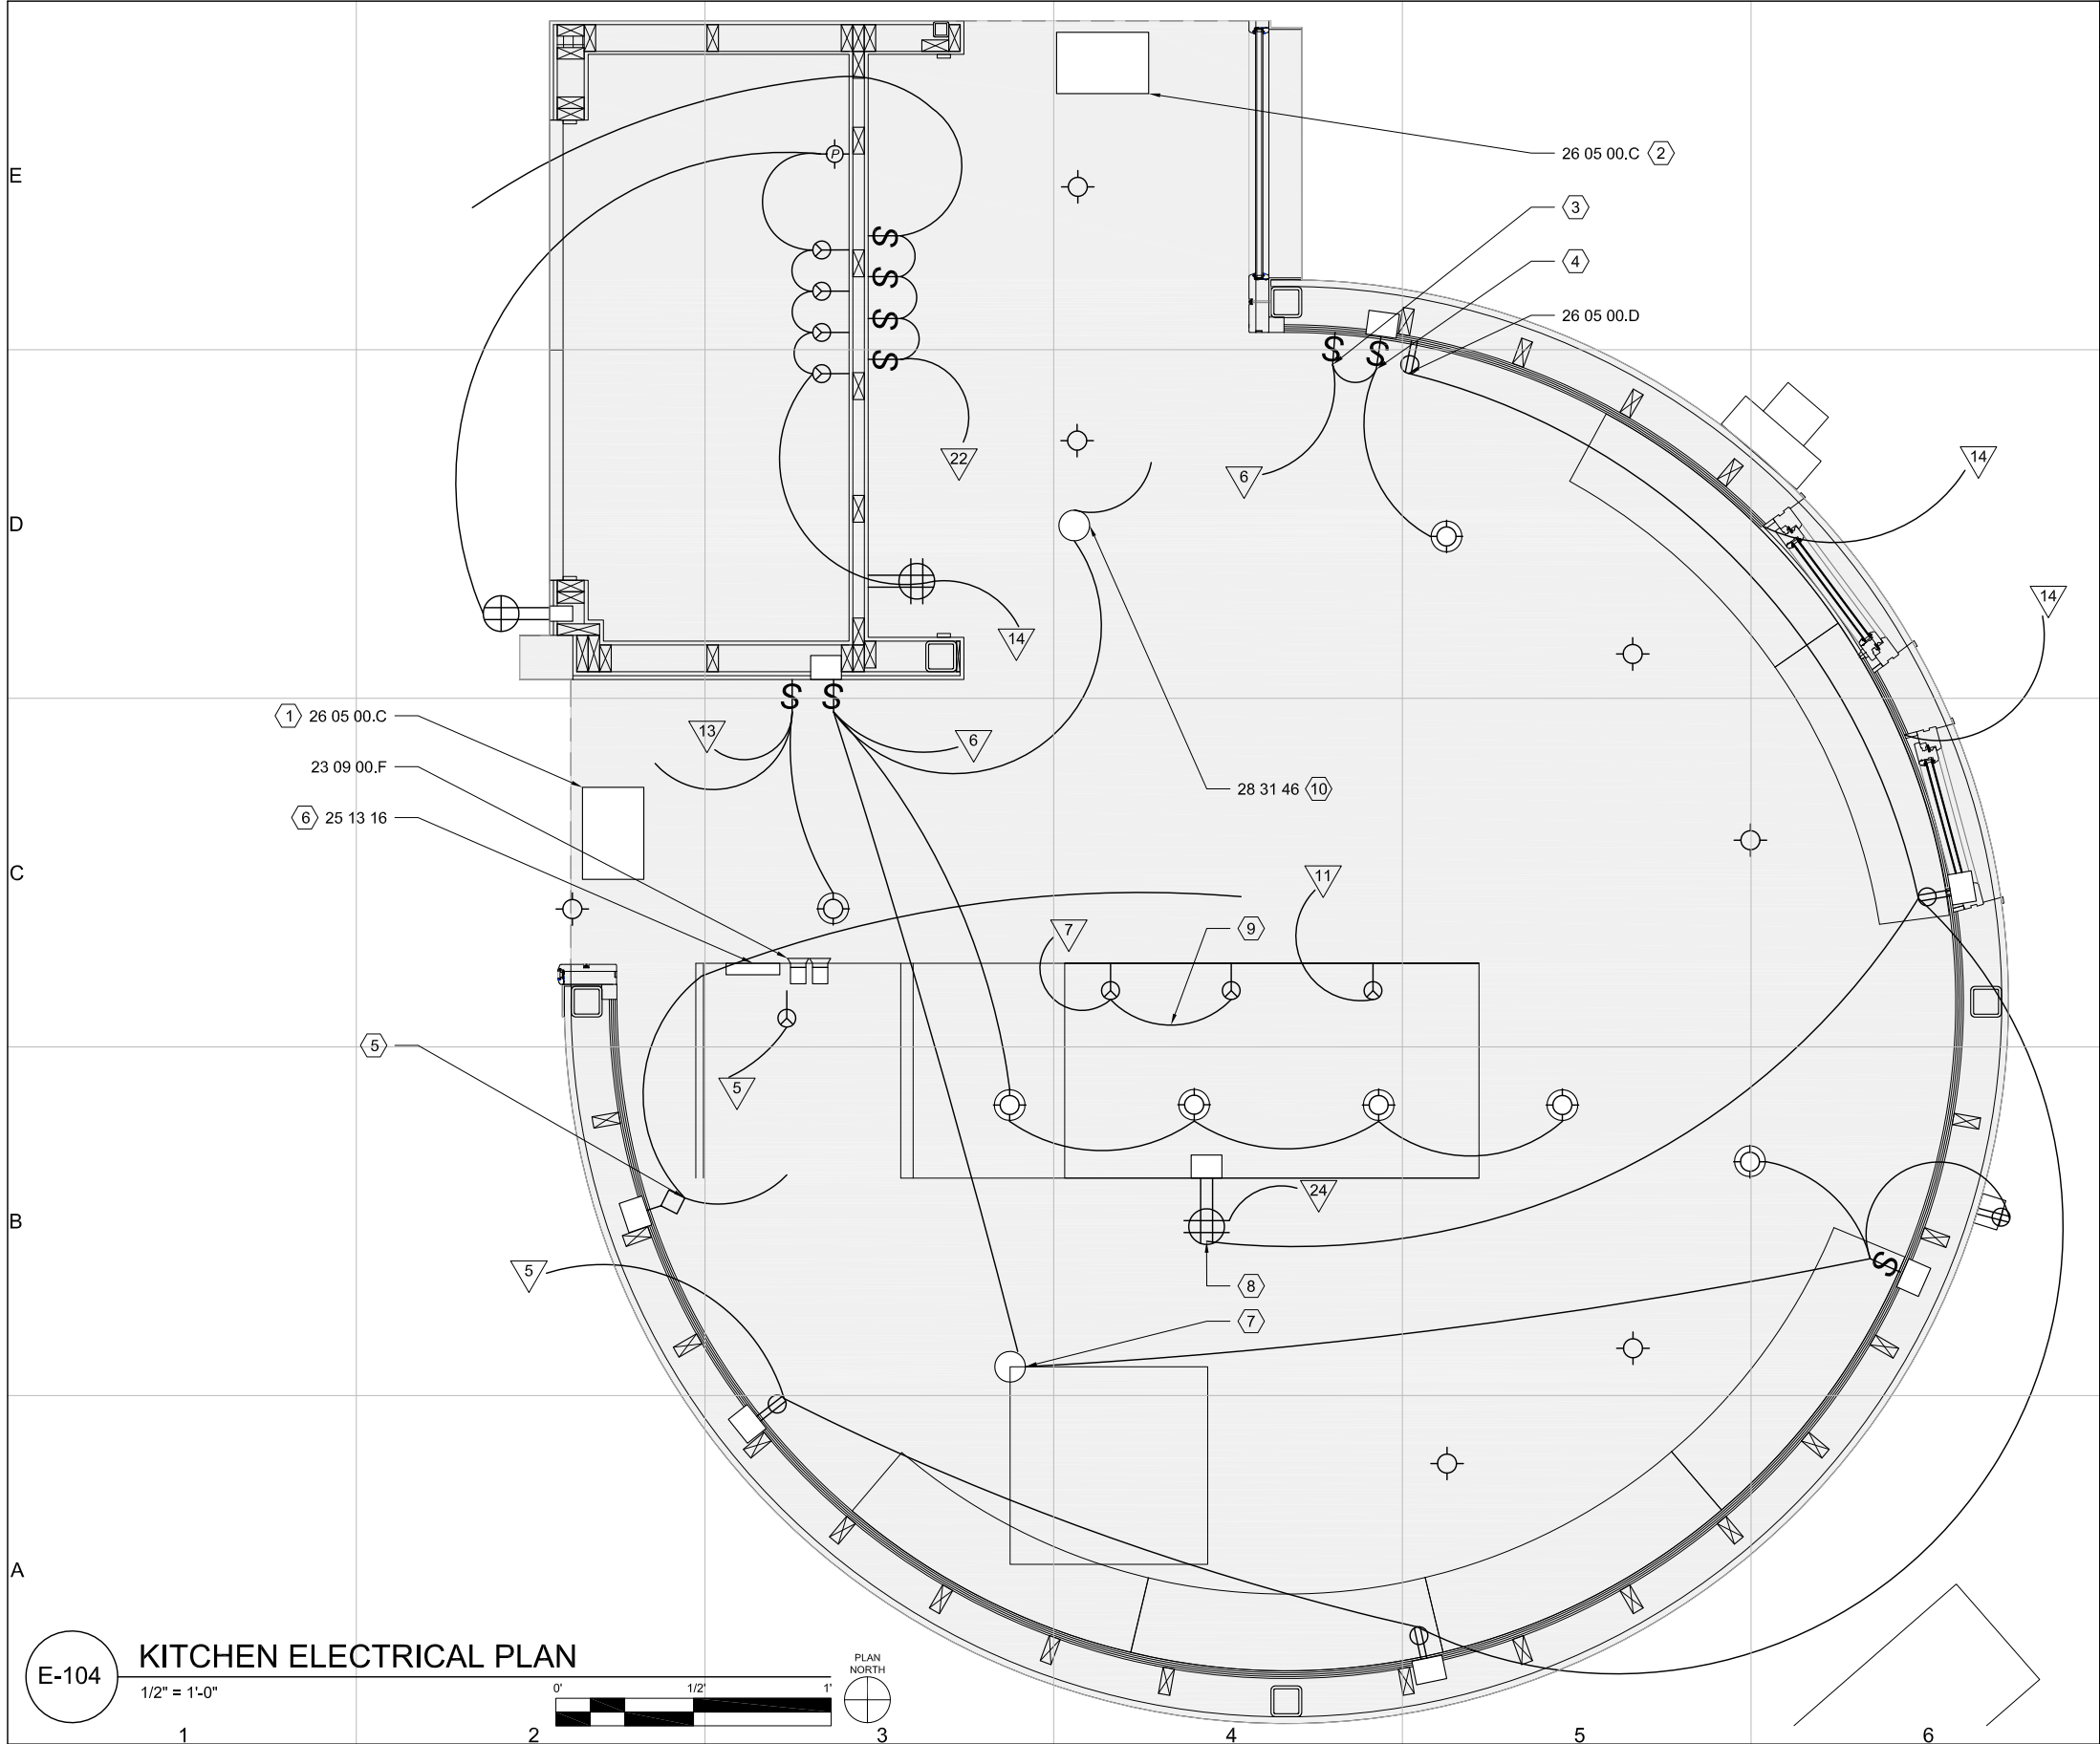 E
P
26 05 00.C 2
3
4
26 05 00.D
S
S
S
S
S
S
22
6
14
D
14
14
S
S
1 26 05 00.C
13
6
23 09 00.F
28 31 46 10
6 25 13 16
C
11
7
9
5
5
24
B
S
5
8
7
A
E-104
KITCHEN ELECTRICAL PLAN
1/2" = 1'-0"
0'
1/2'
1'
PLAN
NORTH
1
2
3
4
5
6